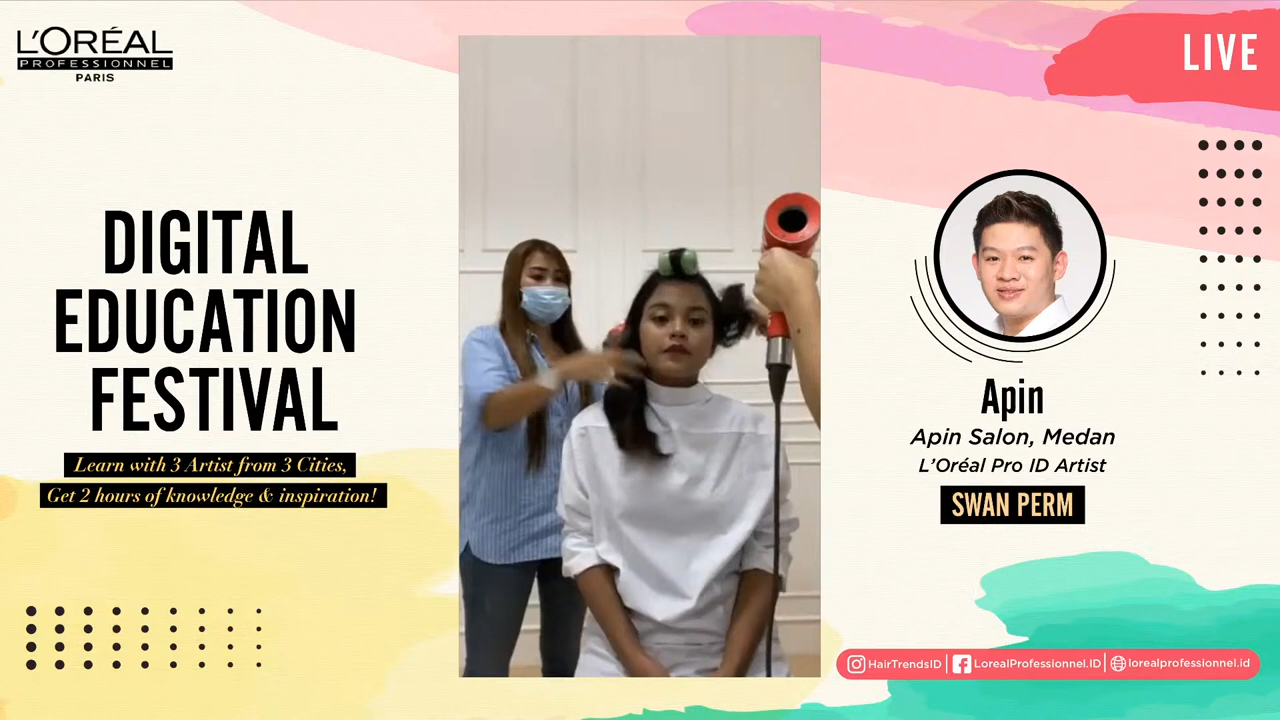 L'ORÉAL
PROFESSIONNEL
PARIS
LIVE
DIGITAL
EDUCATION
FESTIVAL
Learn with 3 Artist from 3 Cities,
Get 2 hours of knowledge & inspiration!
Apin
Apin Salon, Medan
L'Oréal Pro ID Artist
SWAN PERM
HairTrendsID | LorealProfessionnel.ID | lorealprofessionnel.id